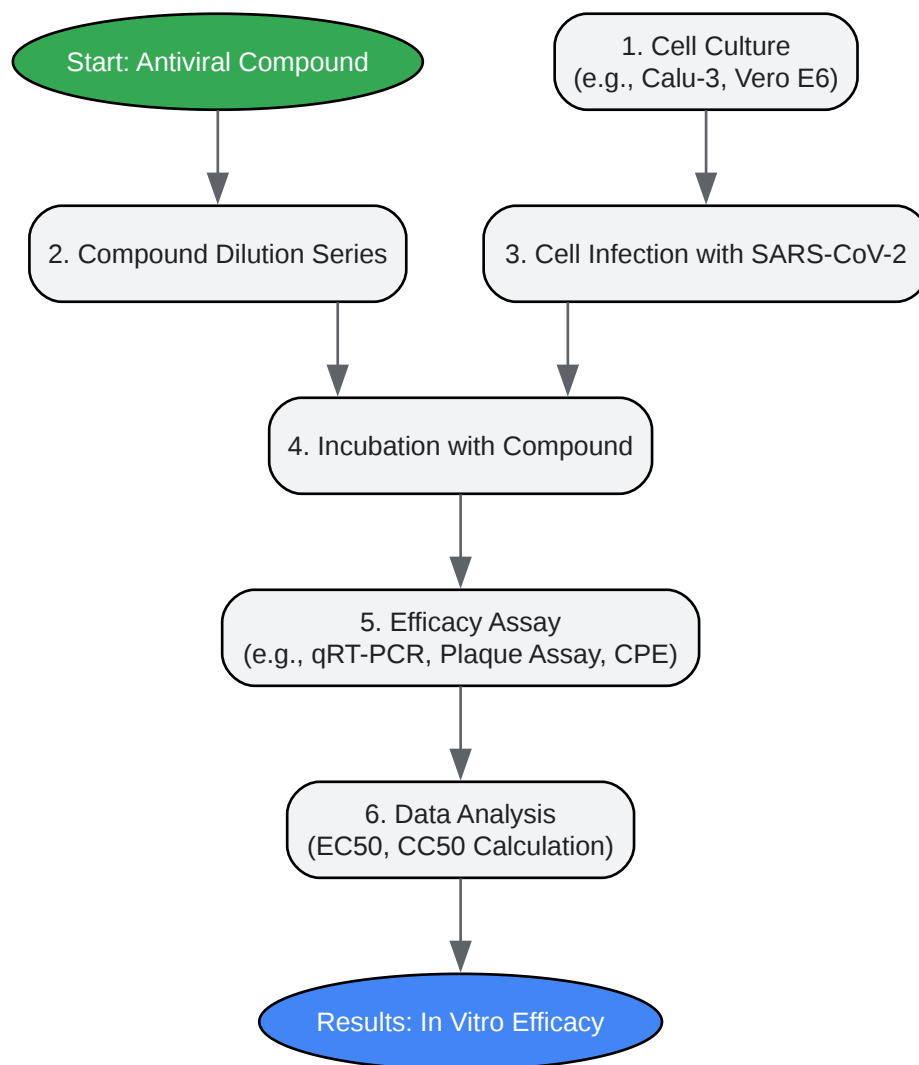 Start: Antiviral Compound
1. Cell Culture
(e.g., Calu-3, Vero E6)
2. Compound Dilution Series
3. Cell Infection with SARS-CoV-2
4. Incubation with Compound
5. Efficacy Assay
(e.g., qRT-PCR, Plaque Assay, CPE)
6. Data Analysis
(EC50, CC50 Calculation)
Results: In Vitro Efficacy